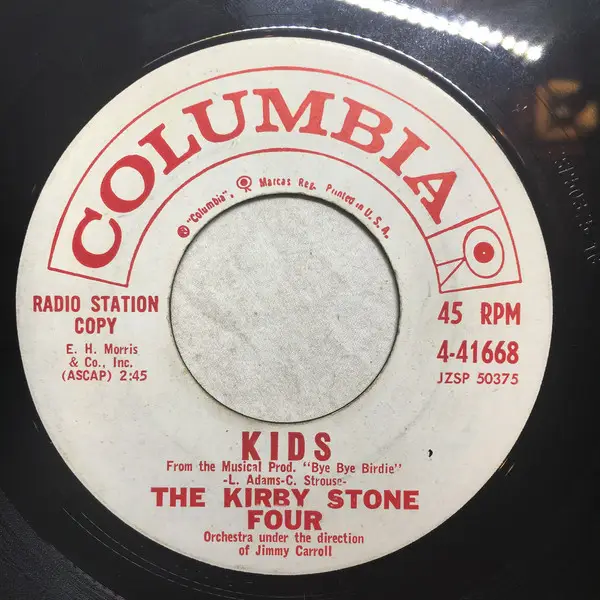 COLUMBIA
® "Columbia", Marcas Reg. Printed in U. S. A.
RADIO STATION
COPY
E. H. Morris
& Co., Inc.
(ASCAP) 2:45
45 RPM
4-41668
JZSP 50375
KIDS
From the Musical Prod. "Bye Bye Birdie"
-L. Adams-C. Strouse-
THE KIRBY STONE
FOUR
Orchestra under the direction
of Jimmy Carroll